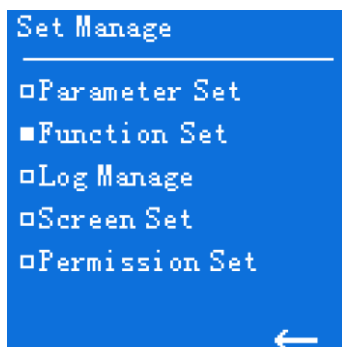 Set Manage
Parameter Set
Function Set
Log Manage
Screen Set
Permission Set